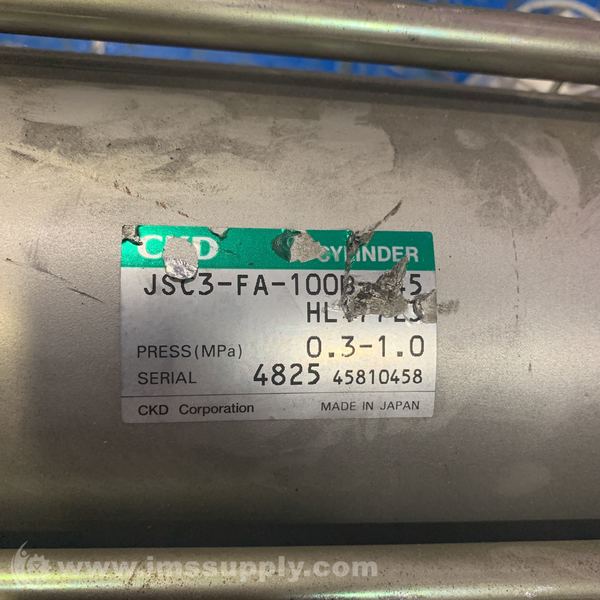 CKD CYLINDER
JSC3-FA-100B-
PRESS(MPa) 0.3-1.0
SERIAL 4825 45810458
CKD Corporation MADE IN JAPAN
www.imssupply.com